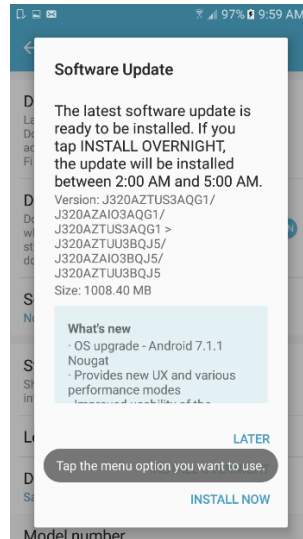 97% 9:59 AM
Software Update
The latest software update is
ready to be installed. If you
tap INSTALL OVERNIGHT,
the update will be installed
between 2:00 AM and 5:00 AM.
Version: J320AZTUS3AQG1/
J320AZAIO3AQG1/
J320AZTUS3AQG1 >
J320AZTUU3BQJ5/
J320AZAIO3BQJ5/
J320AZTUU3BQJ5
Size: 1008.40 MB
What's new
· OS upgrade - Android 7.1.1
Nougat
· Provides new UX and various
performance modes
LATER
Tap the menu option you want to use.
INSTALL NOW
Model number